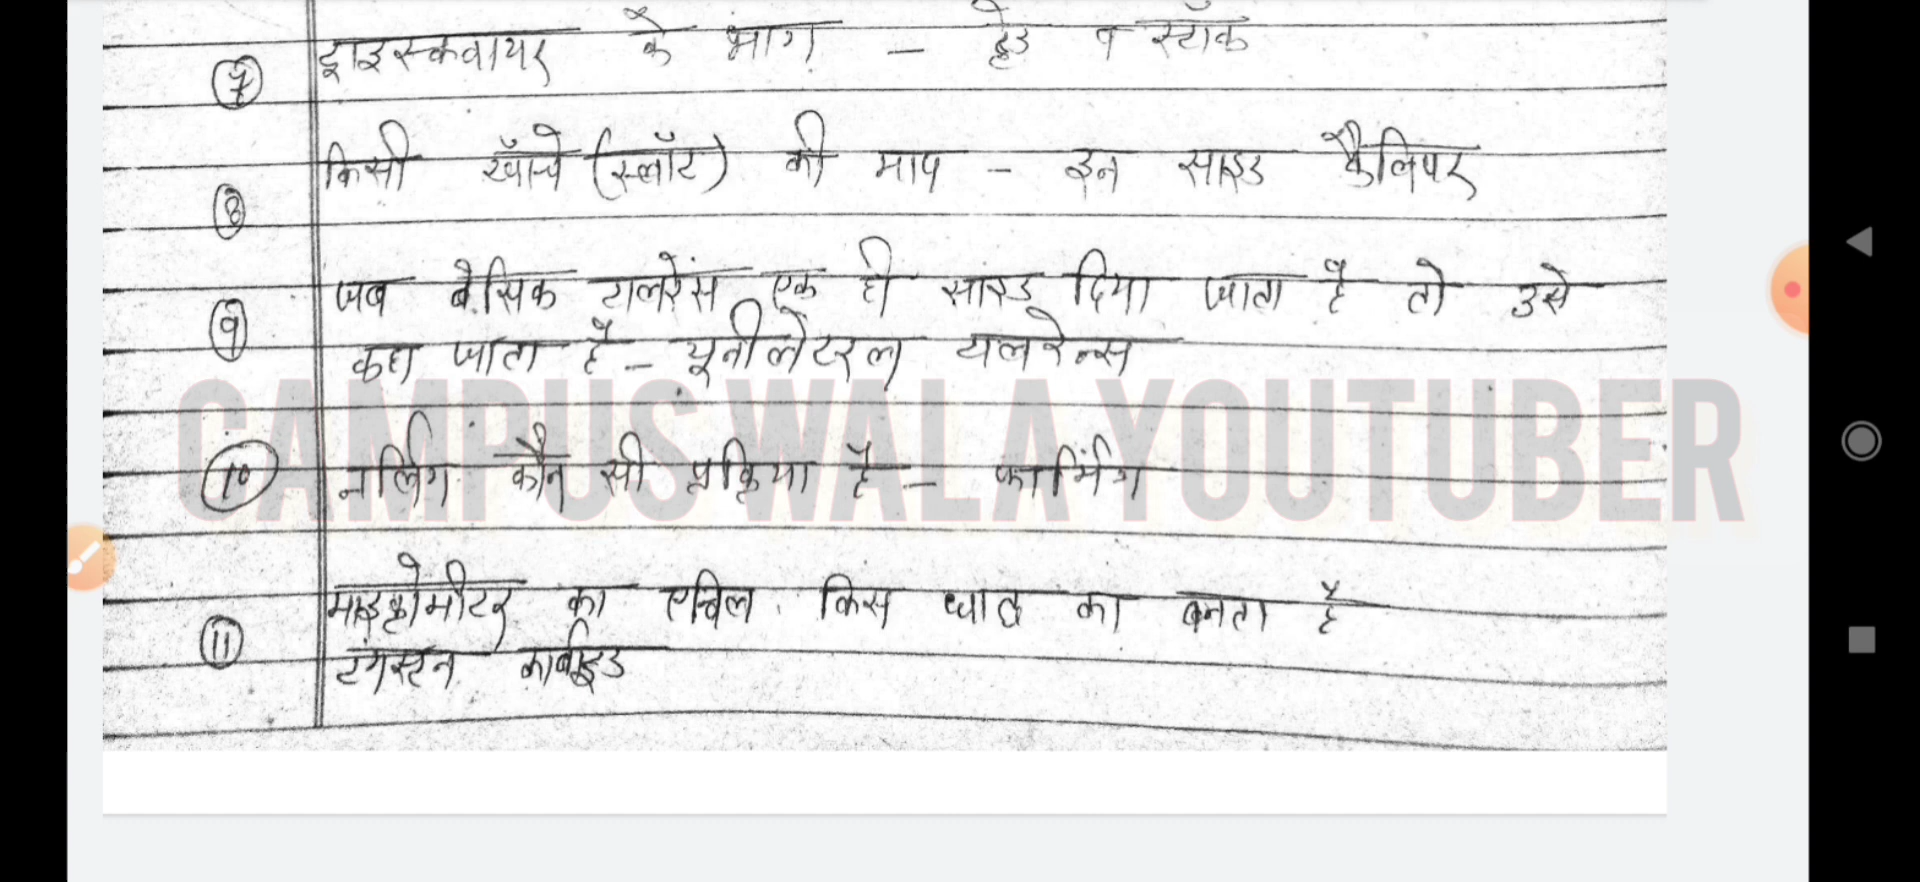 ⑦ ट्राइस्कवायर के भाग – हेड व स्टॉक
⑧ किसी खाँचे (स्लॉट) की माप – इन साइड कैलिपर
⑨ जब बेसिक टालरेंस एक ही साइड दिया जाता है तो उसे
कहा जाता है – यूनीलेटरल टालरेन्स
⑩ नर्लिंग कौन सी प्रक्रिया है – फार्मिंग
⑪ माइक्रोमीटर का एन्विल किस धातु का बनता है
टंगस्टन कार्बाइड
CAMPUS WALA YOUTUBER